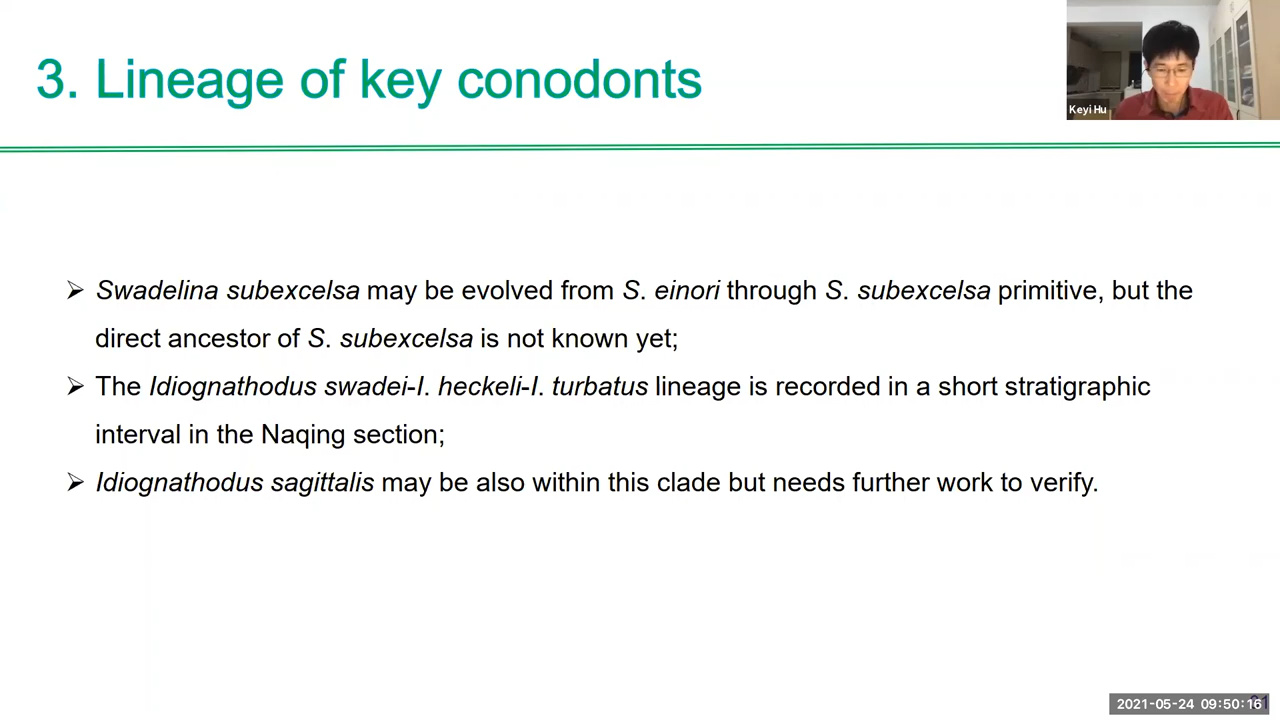 3. Lineage of key conodonts
Keyi Hu
➢ Swadelina subexcelsa may be evolved from S. einori through S. subexcelsa primitive, but the
direct ancestor of S. subexcelsa is not known yet;
➢ The Idiognathodus swadei-I. heckeli-I. turbatus lineage is recorded in a short stratigraphic
interval in the Naqing section;
➢ Idiognathodus sagittalis may be also within this clade but needs further work to verify.
2021-05-24 09:50:16